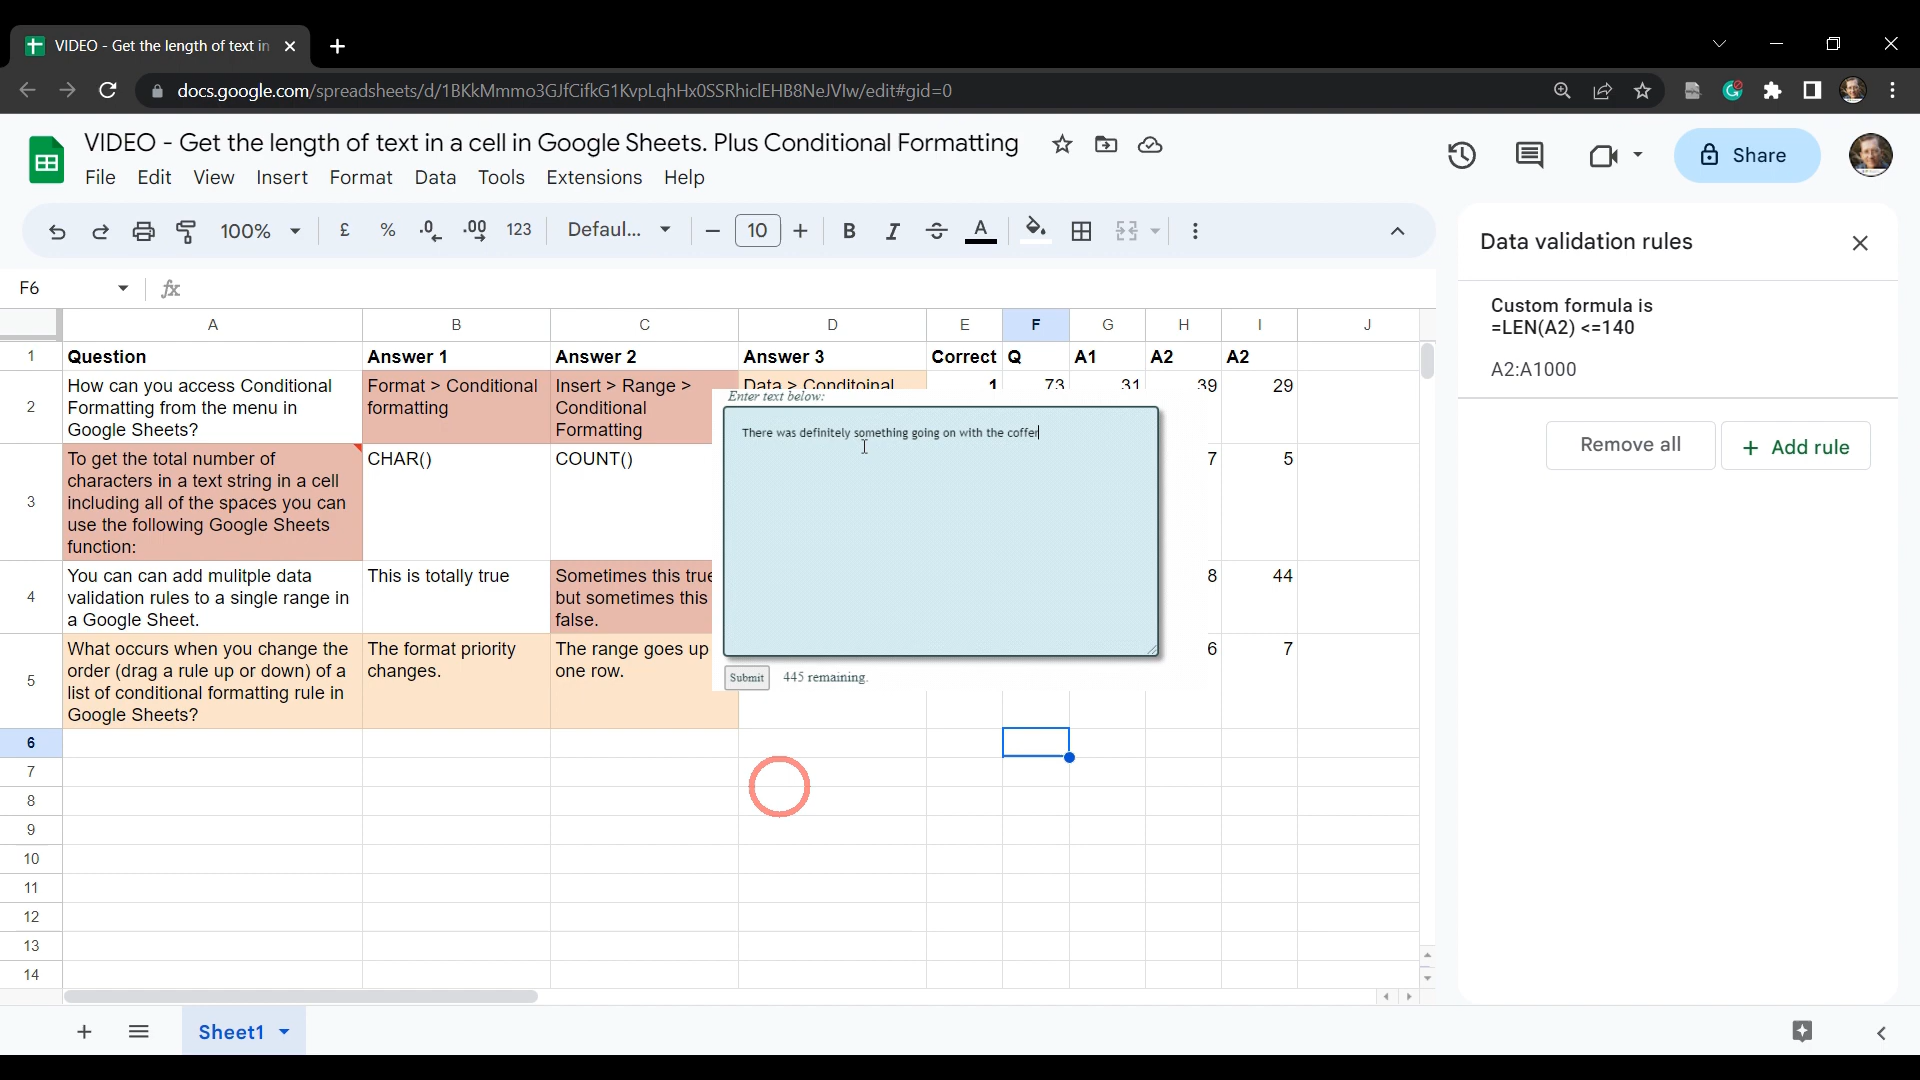 VIDEO - Get the length of text in
docs.google.com/spreadsheets/d/1BKkMmmo3GJfCifkG1KvpLqhHx0SSRhiclEHB8NeJVIw/edit#gid=0
VIDEO - Get the length of text in a cell in Google Sheets. Plus Conditional Formatting
File Edit View Insert Format Data Tools Extensions Help
Share
100% £ % .0 .00 123 Defaul... 10 B I S A
F6 fx
Data validation rules
Custom formula is
=LEN(A2) <=140
A2:A1000
Remove all + Add rule
A B C D E F G H I J
1 Question Answer 1 Answer 2 Answer 3 Correct Q A1 A2 A2
2 How can you access Conditional Formatting from the menu in Google Sheets? Format > Conditional formatting Insert > Range > Conditional Formatting Data > Conditoinal 1 73 31 39 29
3 To get the total number of characters in a text string in a cell including all of the spaces you can use the following Google Sheets function: CHAR() COUNT() 7 5
4 You can can add mulitple data validation rules to a single range in a Google Sheet. This is totally true Sometimes this true but sometimes this false. 8 44
5 What occurs when you change the order (drag a rule up or down) of a list of conditional formatting rule in Google Sheets? The format priority changes. The range goes up one row. 6 7
Enter text below:
There was definitely something going on with the coffer
Submit 445 remaining.
6
7
8
9
10
11
12
13
14
Sheet1